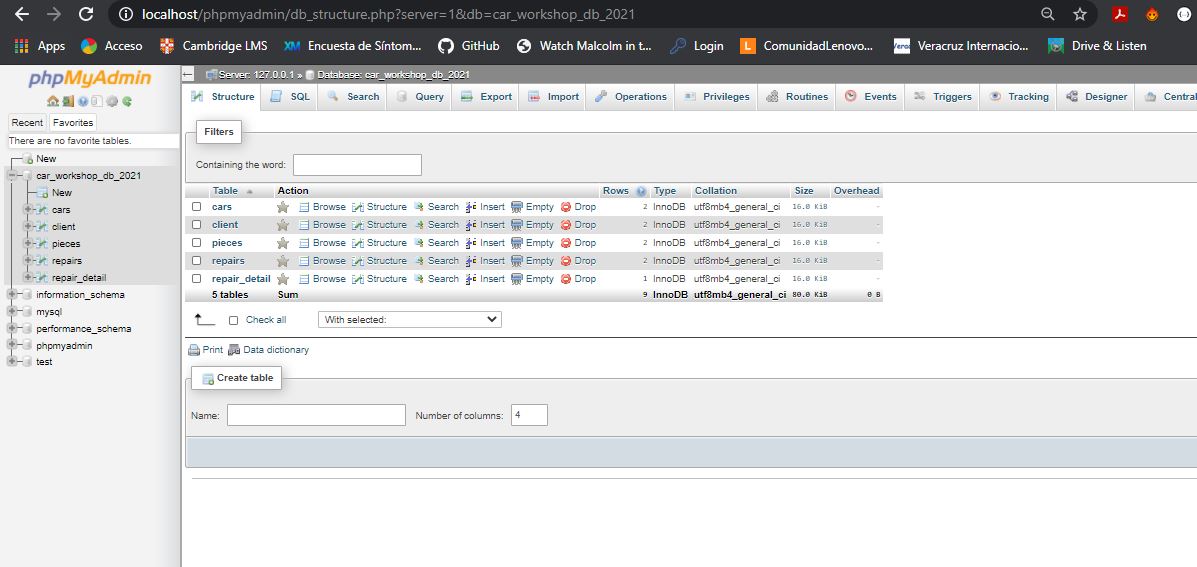 localhost/phpmyadmin/db_structure.php?server=1&db=car_workshop_db_2021
Apps Acceso Cambridge LMS Encuesta de Síntom... GitHub Watch Malcolm in t... Login ComunidadLenovo... Veracruz Internacio... Drive & Listen
phpMyAdmin
Recent Favorites
There are no favorite tables.
New
car_workshop_db_2021
New
cars
client
pieces
repairs
repair_detail
information_schema
mysql
performance_schema
phpmyadmin
test
Server: 127.0.0.1 » Database: car_workshop_db_2021
Structure SQL Search Query Export Import Operations Privileges Routines Events Triggers Tracking Designer Central
Filters
Containing the word:
Table Action Rows Type Collation Size Overhead
cars Browse Structure Search Insert Empty Drop 2 InnoDB utf8mb4_general_ci 16.0 KiB -
client Browse Structure Search Insert Empty Drop 2 InnoDB utf8mb4_general_ci 16.0 KiB -
pieces Browse Structure Search Insert Empty Drop 2 InnoDB utf8mb4_general_ci 16.0 KiB -
repairs Browse Structure Search Insert Empty Drop 2 InnoDB utf8mb4_general_ci 16.0 KiB -
repair_detail Browse Structure Search Insert Empty Drop 1 InnoDB utf8mb4_general_ci 16.0 KiB -
5 tables Sum 9 InnoDB utf8mb4_general_ci 80.0 KiB 0 B
Check all With selected:
Print Data dictionary
Create table
Name: Number of columns: 4